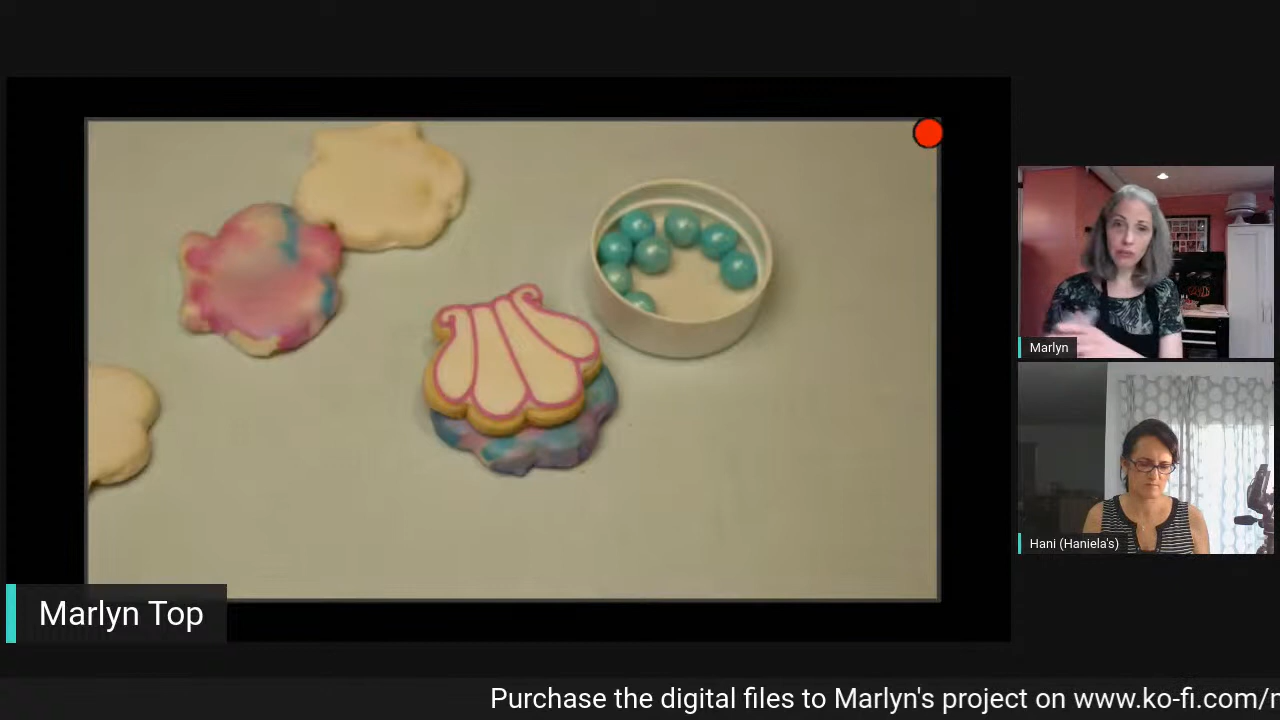 Marlyn
Hani (Haniela's)
Marlyn Top
Purchase the digital files to Marlyn's project on www.ko-fi.com/